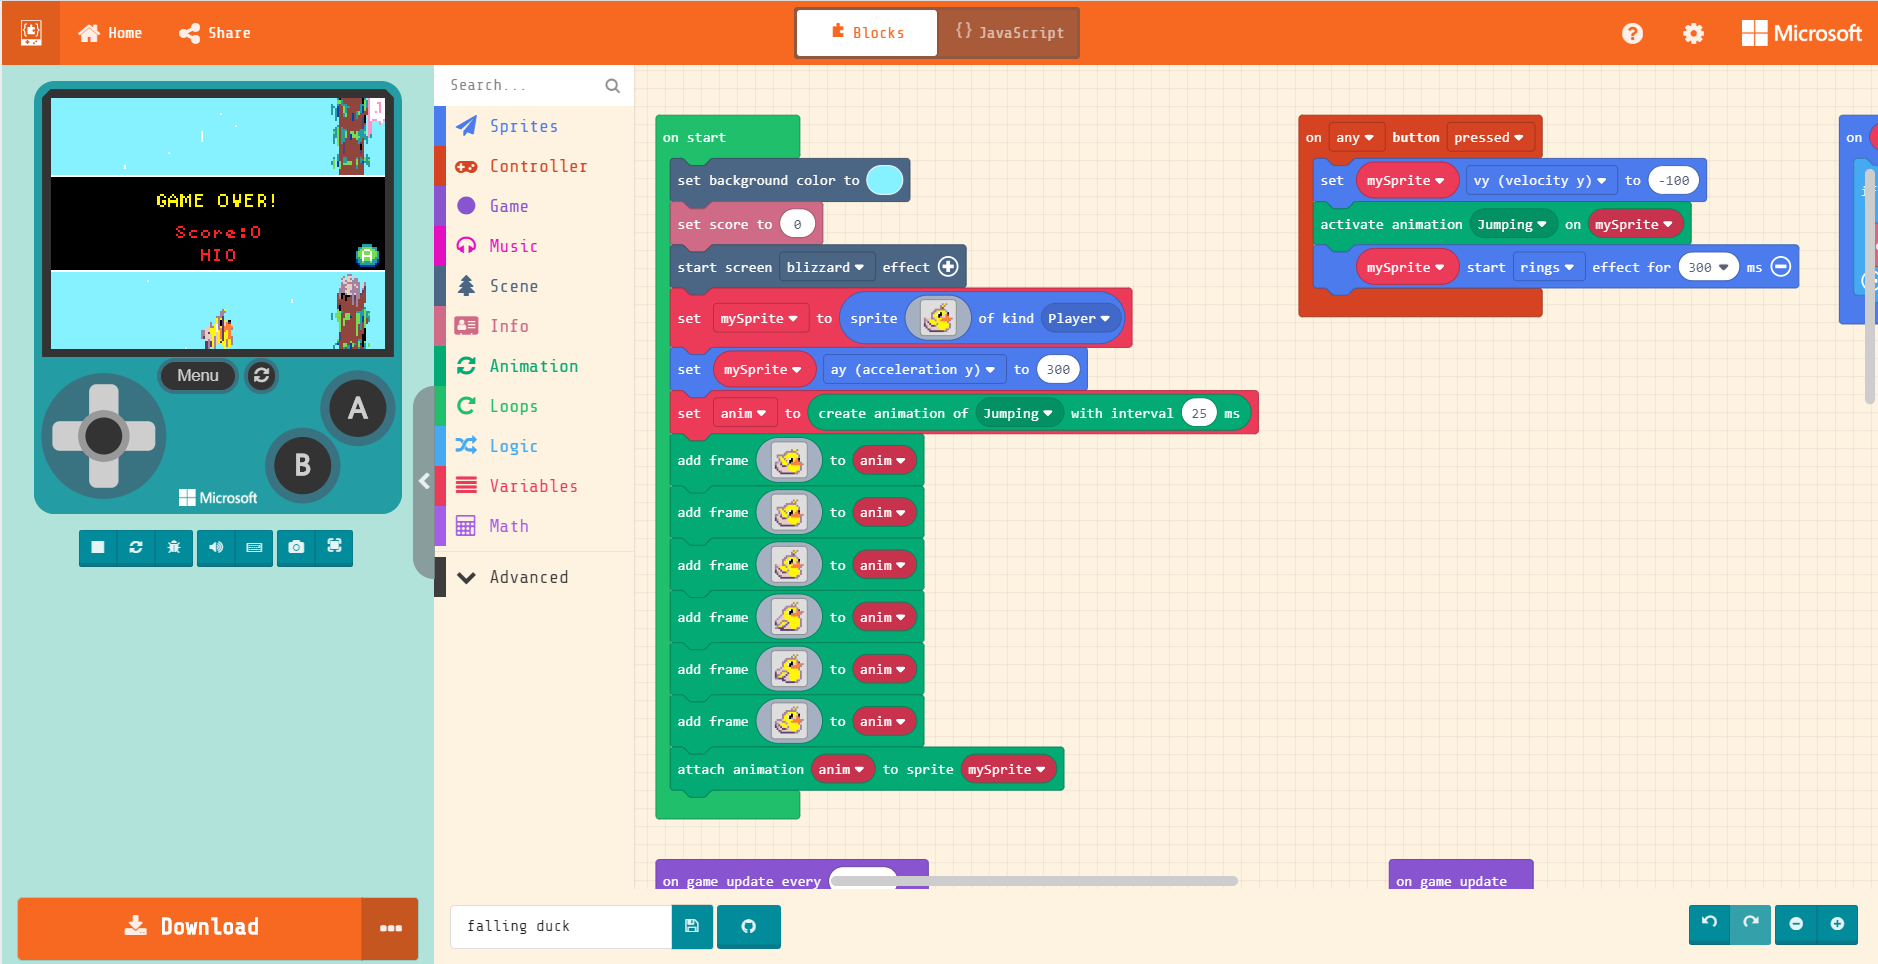 Home
Share
Blocks
{} JavaScript
?
Microsoft
GAME OVER!
Score:0
HI0
A
Menu
A
B
Microsoft
Download
Search...
Sprites
Controller
Game
Music
Scene
Info
Animation
Loops
Logic
Variables
Math
Advanced
on start
set background color to
set score to 0
start screen blizzard effect
set mySprite to sprite of kind Player
set mySprite ay (acceleration y) to 300
set anim to create animation of Jumping with interval 25 ms
add frame to anim
add frame to anim
add frame to anim
add frame to anim
add frame to anim
add frame to anim
attach animation anim to sprite mySprite
on any button pressed
set mySprite vy (velocity y) to -100
activate animation Jumping on mySprite
mySprite start rings effect for 300 ms
on
on game update every
on game update
falling duck